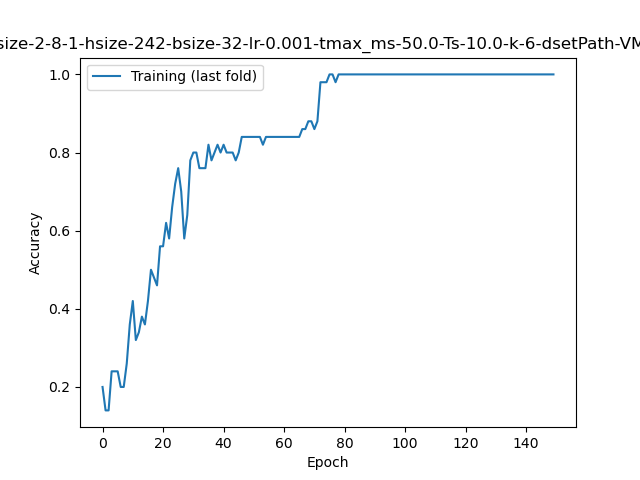 size-2-8-1-hsize-242-bsize-32-lr-0.001-tmax_ms-50.0-Ts-10.0-k-6-dsetPath-VM
Training (last fold)
1.0
0.8
0.6
0.4
0.2
Accuracy
0 20 40 60 80 100 120 140
Epoch